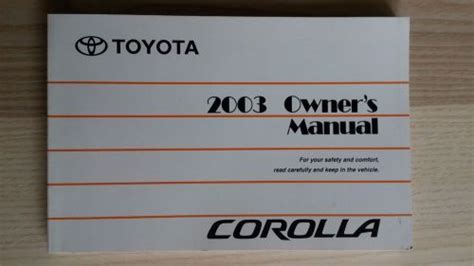 TOYOTA
2003 Owner's
Manual
For your safety and comfort,
read carefully and keep in the vehicle.
COROLLA